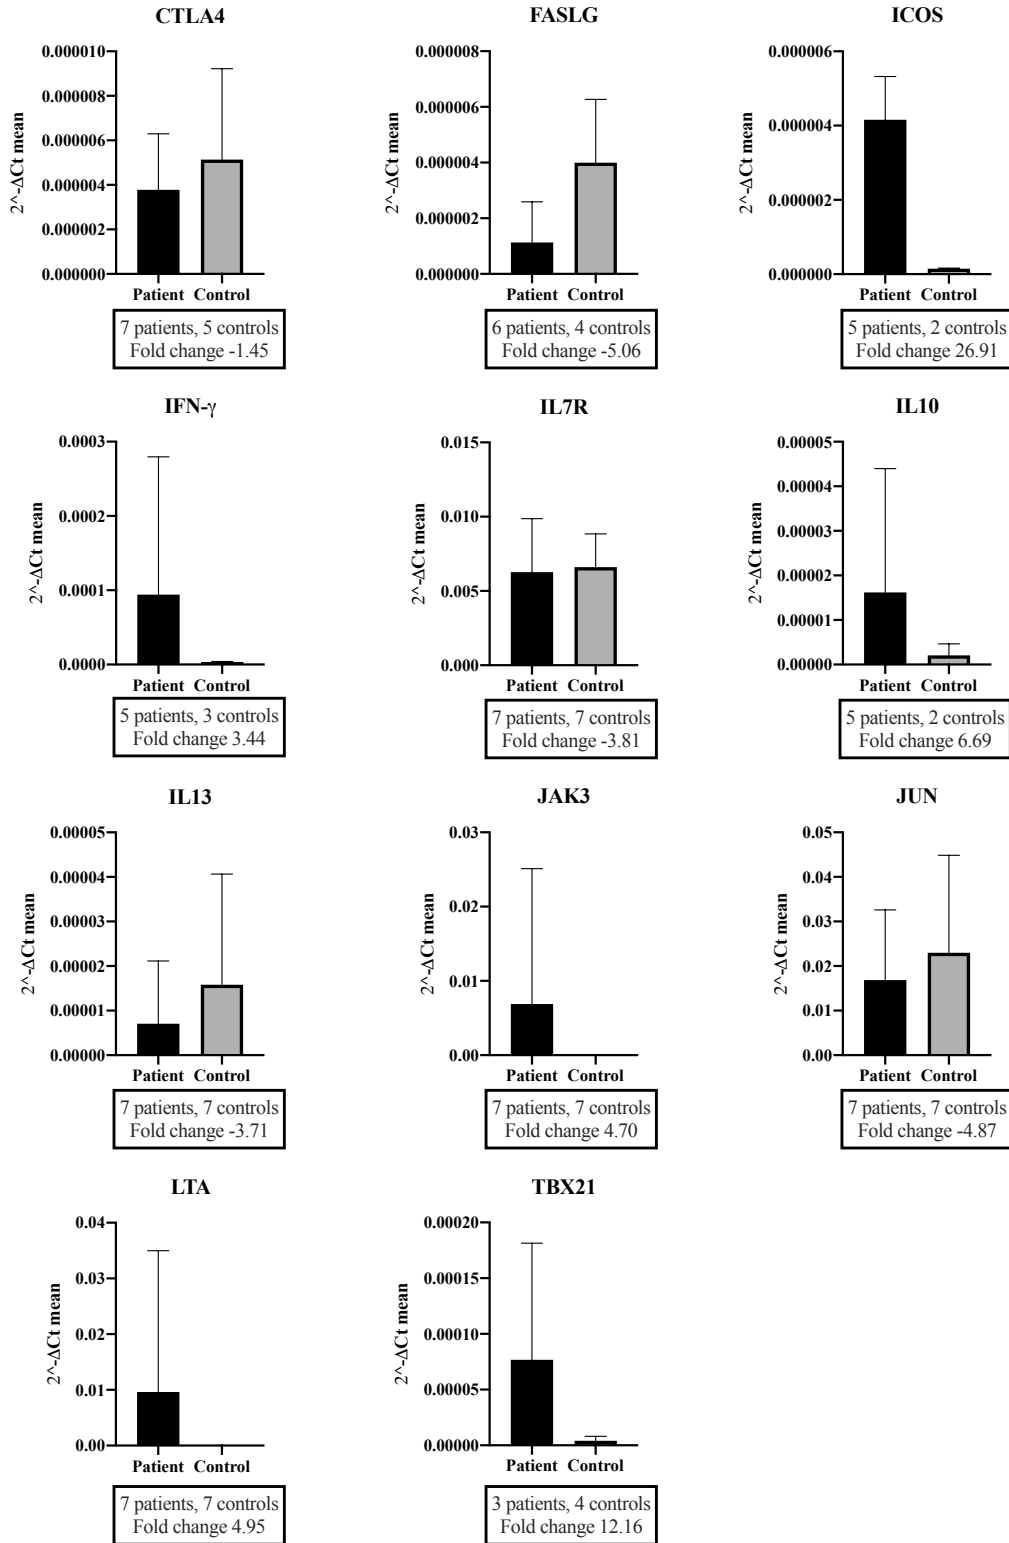 CTLA4
2^-ΔCt mean
0.000010
0.000008
0.000006
0.000004
0.000002
0.000000
Patient Control
7 patients, 5 controls
Fold change -1.45
FASLG
2^-ΔCt mean
0.000008
0.000006
0.000004
0.000002
0.000000
Patient Control
6 patients, 4 controls
Fold change -5.06
ICOS
2^-ΔCt mean
0.000006
0.000004
0.000002
0.000000
Patient Control
5 patients, 2 controls
Fold change 26.91
IFN-γ
2^-ΔCt mean
0.0003
0.0002
0.0001
0.0000
Patient Control
5 patients, 3 controls
Fold change 3.44
IL7R
2^-ΔCt mean
0.015
0.010
0.005
0.000
Patient Control
7 patients, 7 controls
Fold change -3.81
IL10
2^-ΔCt mean
0.00005
0.00004
0.00003
0.00002
0.00001
0.00000
Patient Control
5 patients, 2 controls
Fold change 6.69
IL13
2^-ΔCt mean
0.00005
0.00004
0.00003
0.00002
0.00001
0.00000
Patient Control
7 patients, 7 controls
Fold change -3.71
JAK3
2^-ΔCt mean
0.03
0.02
0.01
0.00
Patient Control
7 patients, 7 controls
Fold change 4.70
JUN
2^-ΔCt mean
0.05
0.04
0.03
0.02
0.01
0.00
Patient Control
7 patients, 7 controls
Fold change -4.87
LTA
2^-ΔCt mean
0.04
0.03
0.02
0.01
0.00
Patient Control
7 patients, 7 controls
Fold change 4.95
TBX21
2^-ΔCt mean
0.00020
0.00015
0.00010
0.00005
0.00000
Patient Control
3 patients, 4 controls
Fold change 12.16